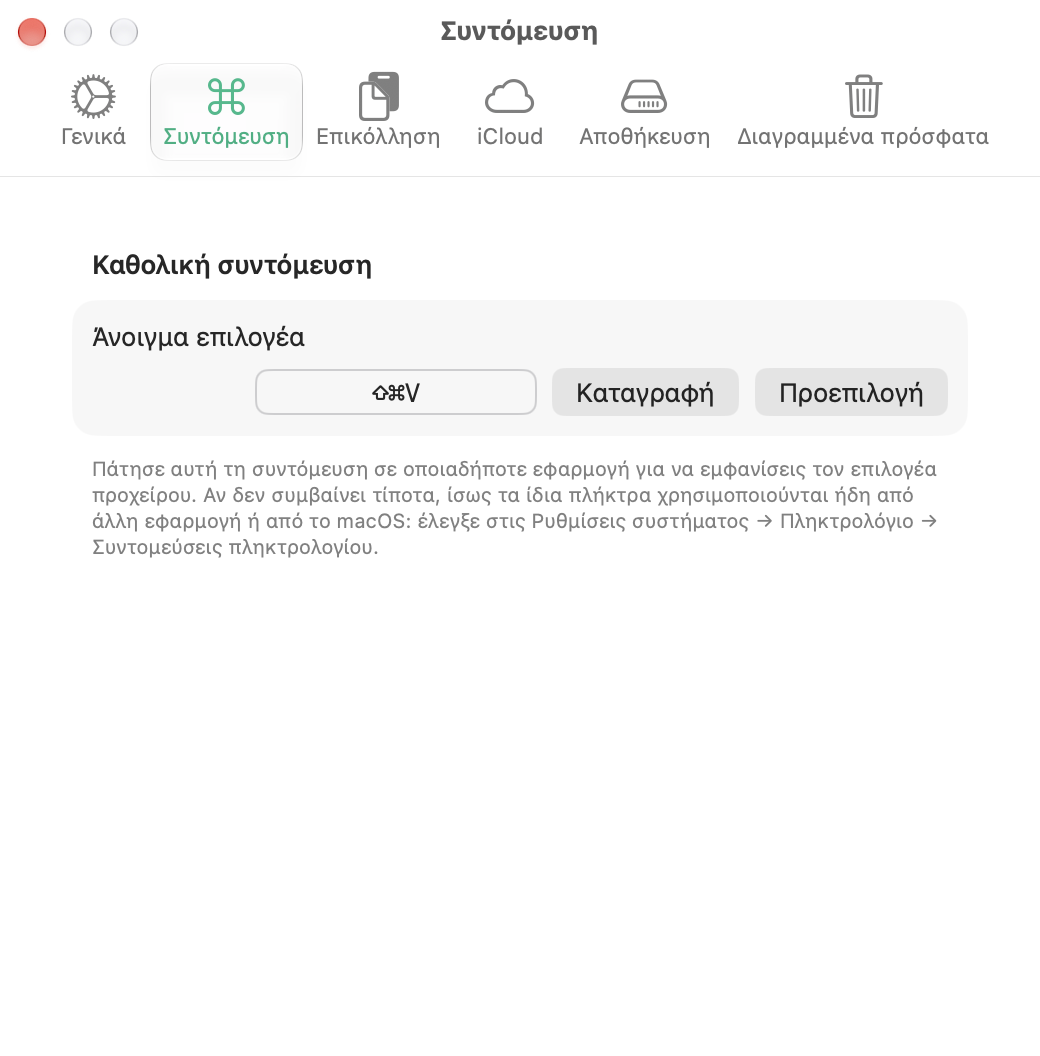 Συντόμευση
Γενικά
Συντόμευση
Επικόλληση
iCloud
Αποθήκευση
Διαγραμμένα πρόσφατα
Καθολική συντόμευση
Άνοιγμα επιλογέα
⇧⌘V
Καταγραφή
Προεπιλογή
Πάτησε αυτή τη συντόμευση σε οποιαδήποτε εφαρμογή για να εμφανίσεις τον επιλογέα
προχείρου. Αν δεν συμβαίνει τίποτα, ίσως τα ίδια πλήκτρα χρησιμοποιούνται ήδη από
άλλη εφαρμογή ή από το macOS: έλεγξε στις Ρυθμίσεις συστήματος → Πληκτρολόγιο →
Συντομεύσεις πληκτρολογίου.